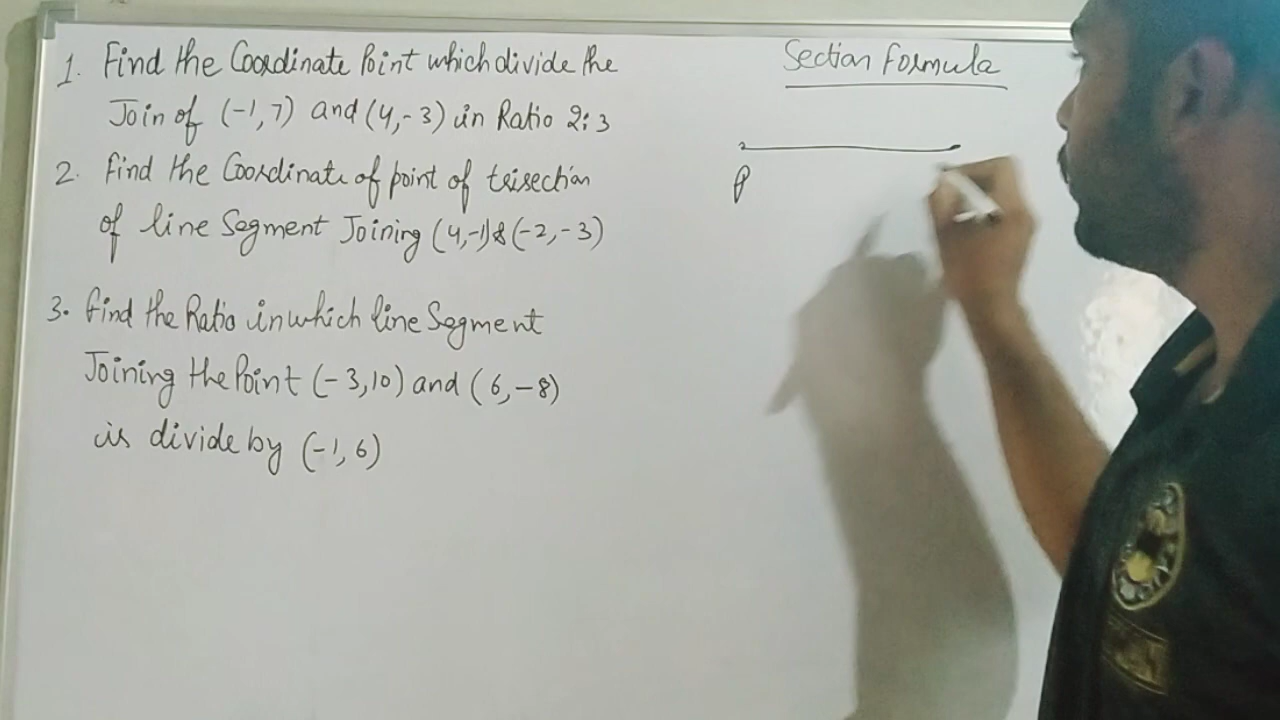 1. Find the Coordinate Point which divide the
Join of (-1,7) and (4,-3) in Ratio 2:3
2. Find the Coordinate of point of trisection
of line Segment Joining (4,-1)&(-2,-3)
3. Find the Ratio in which line Segment
Joining the Point (-3,10) and (6,-8)
is divide by (-1,6)
Section Formula
P